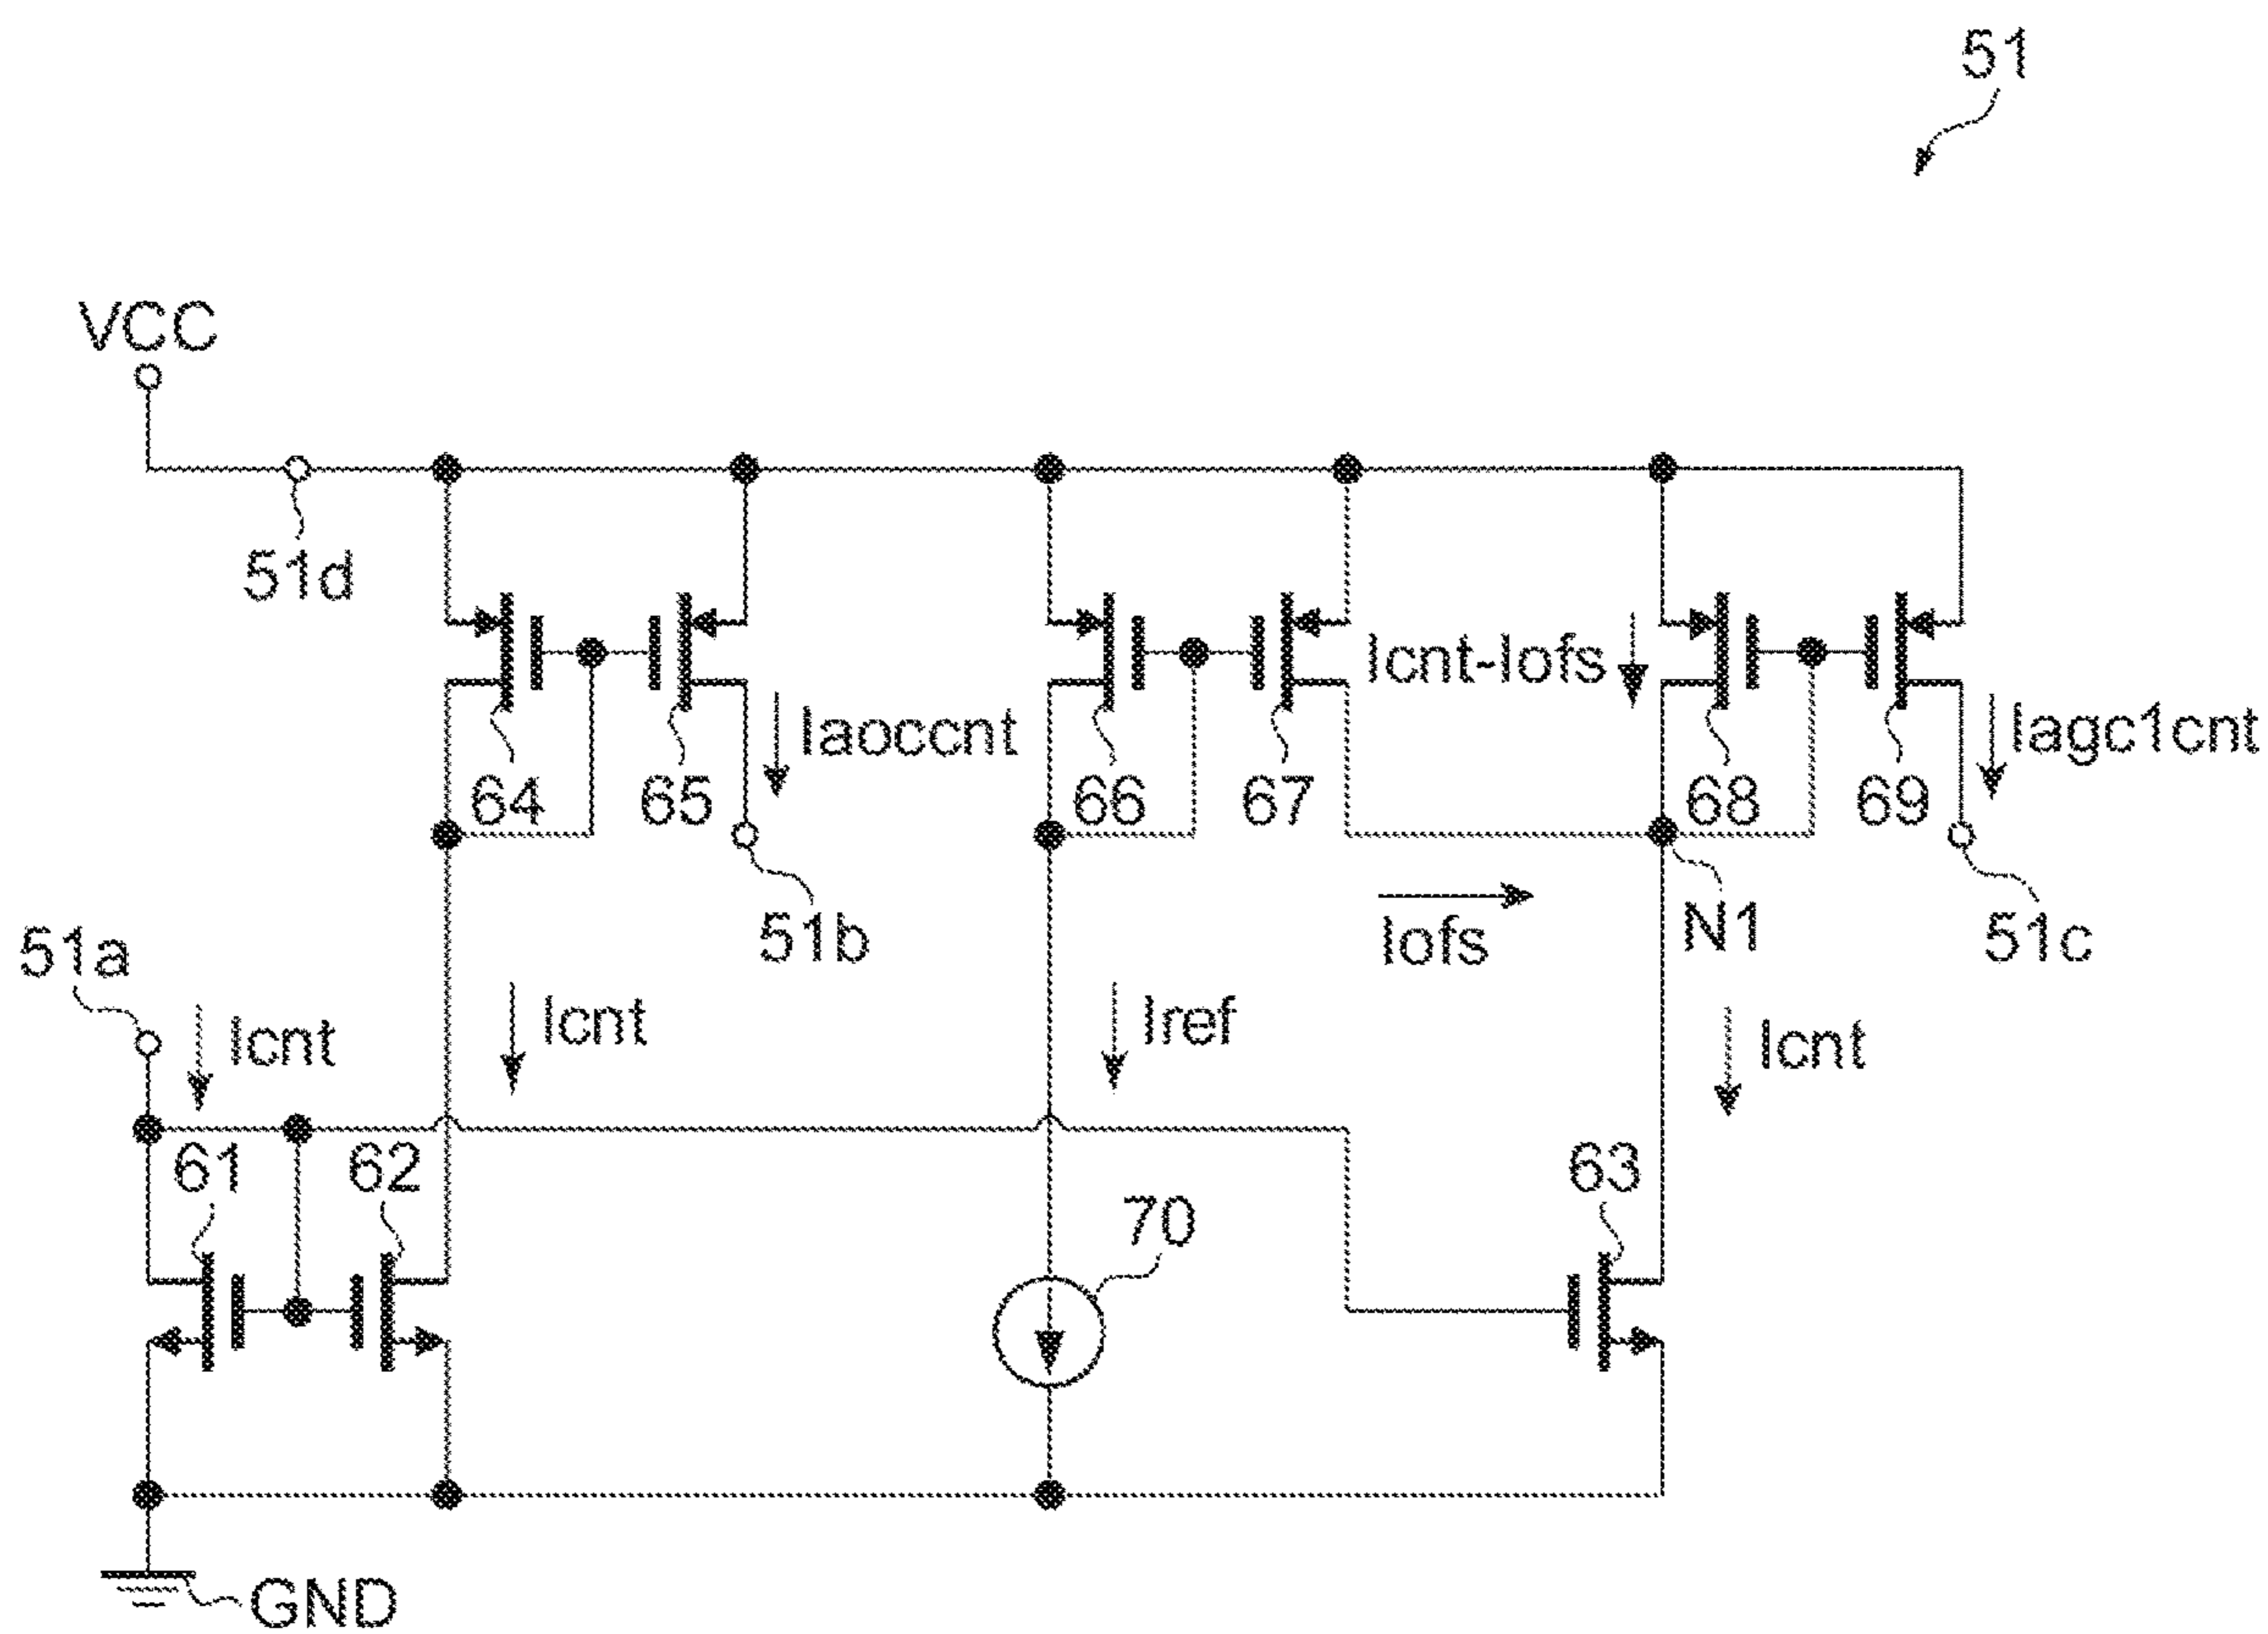 51
VCC
51d
Icnt-Iofs
Iaoccnt
Iagc1cnt
64
65
66
67
68
69
51a
51b
Iofs
N1
51c
Icnt
Icnt
Iref
Icnt
61
62
63
70
GND